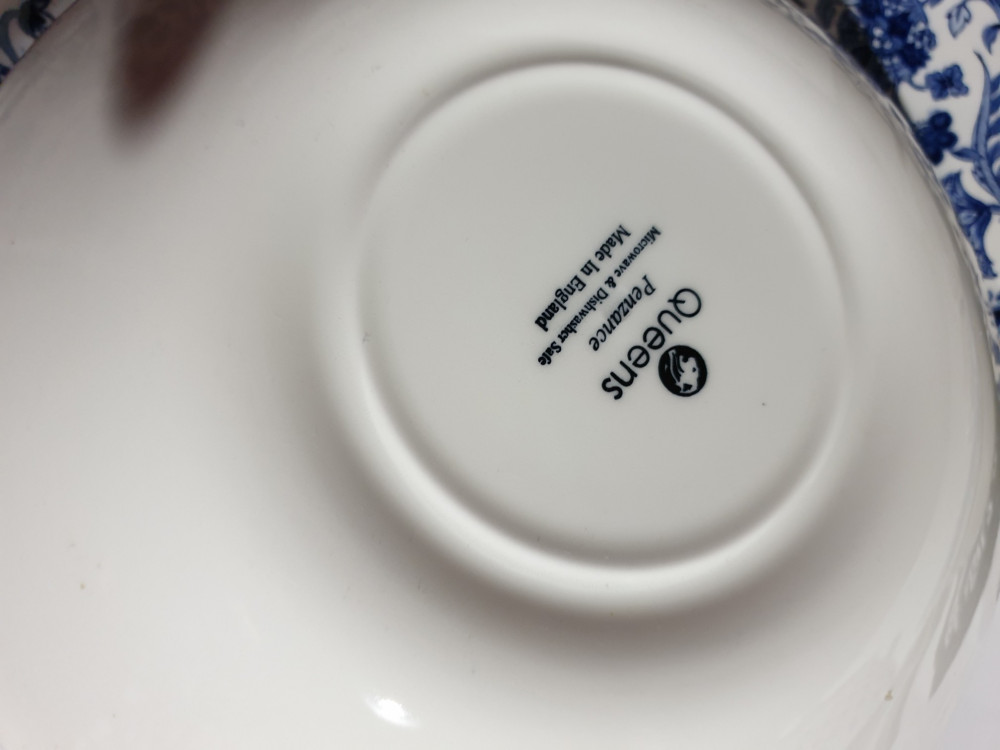 Queens
Penzance
Microwave & Dishwasher Safe
Made In England